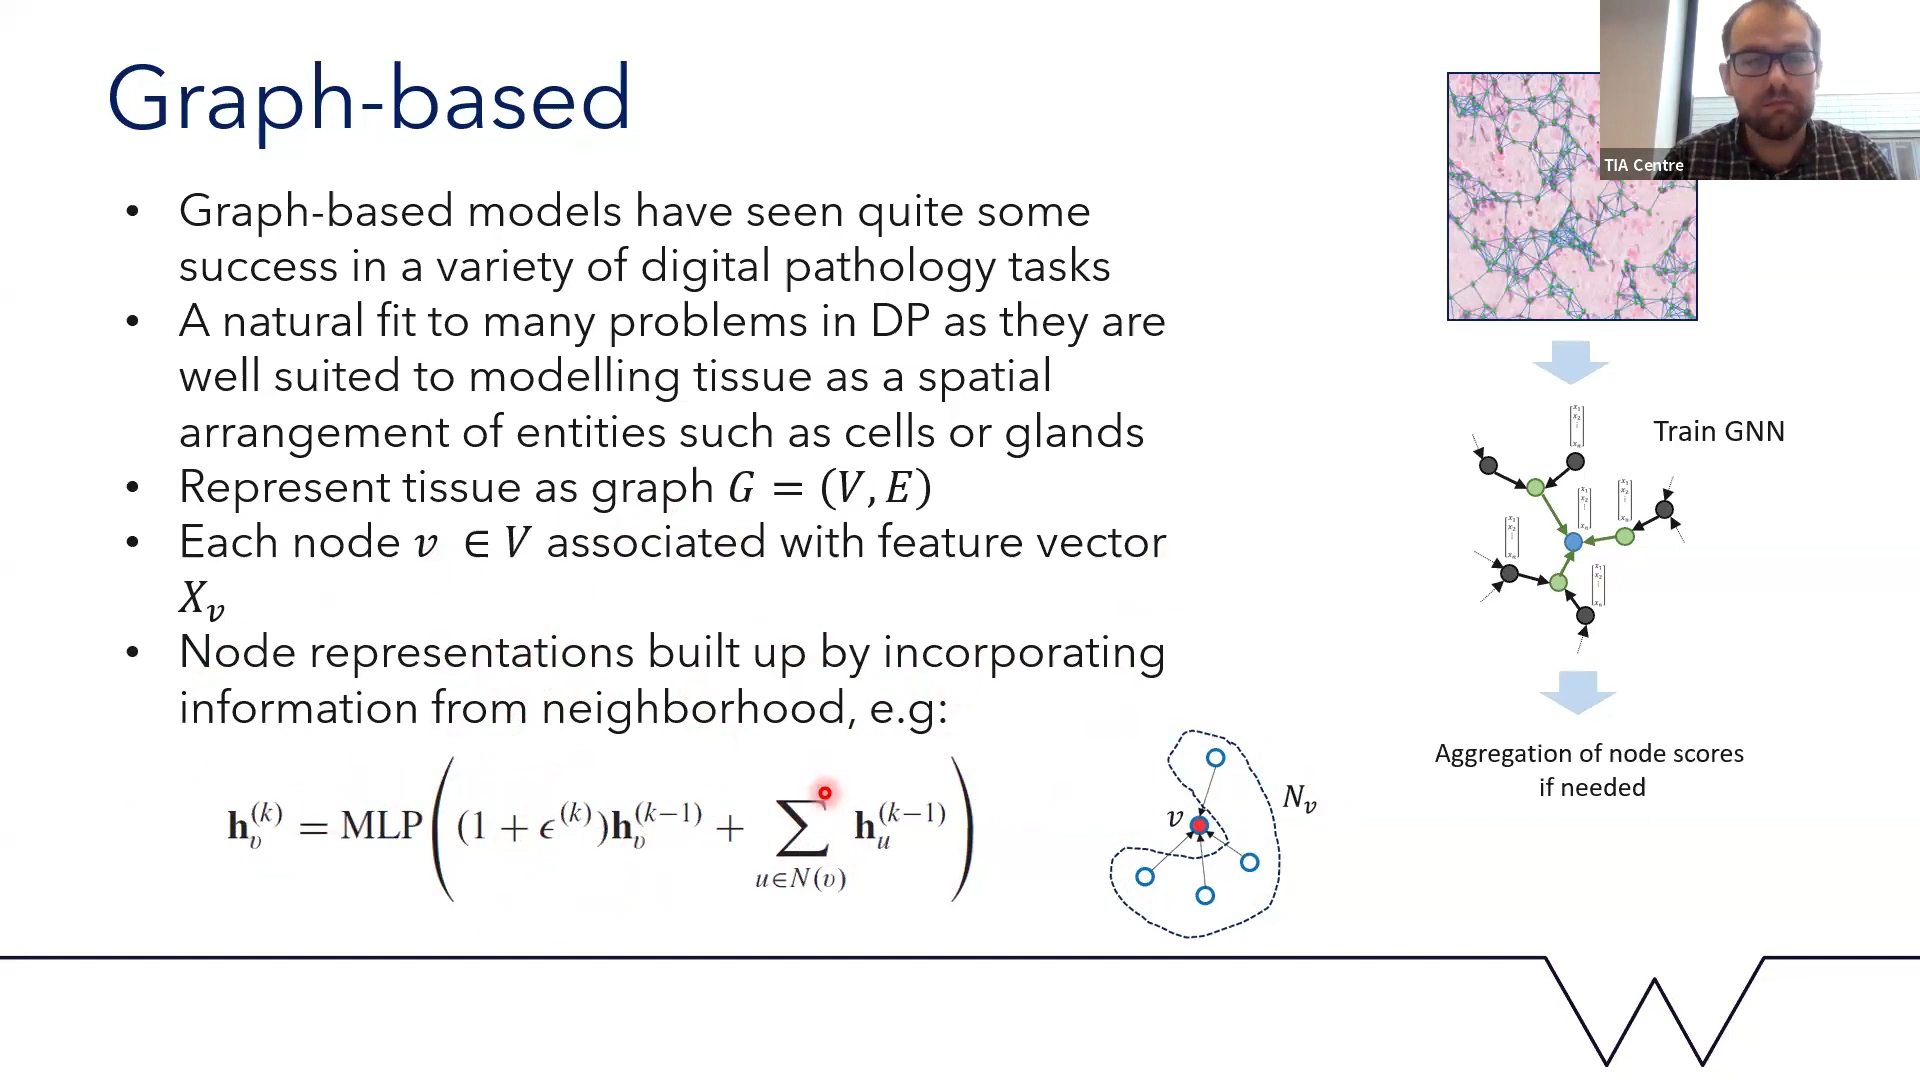 Graph-based
• Graph-based models have seen quite some
success in a variety of digital pathology tasks
• A natural fit to many problems in DP as they are
well suited to modelling tissue as a spatial
arrangement of entities such as cells or glands
• Represent tissue as graph G = (V, E)
• Each node v ∈ V associated with feature vector
X_v
• Node representations built up by incorporating
information from neighborhood, e.g:
h_v^(k) = MLP((1 + ϵ^(k))h_v^(k−1) + ∑_{u∈N(v)} h_u^(k−1))
v
N_v
TIA Centre
Train GNN
Aggregation of node scores
if needed